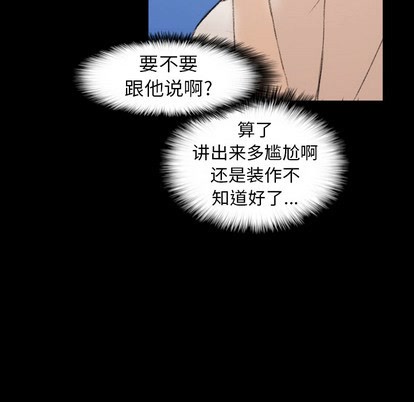 要不要
跟他说啊?
算了
讲出来多尴尬啊
还是装作不
知道好了...